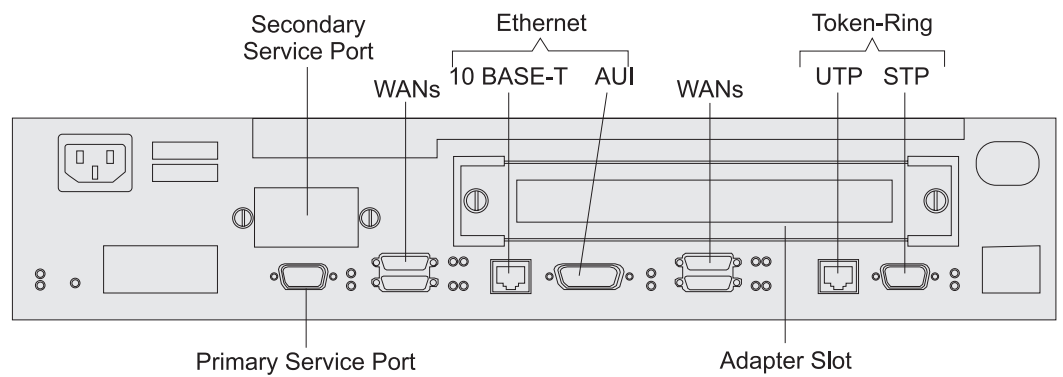 Secondary
Service Port
Ethernet
Token-Ring
WANs
10 BASE-T
AUI
WANs
UTP
STP
Primary Service Port
Adapter Slot